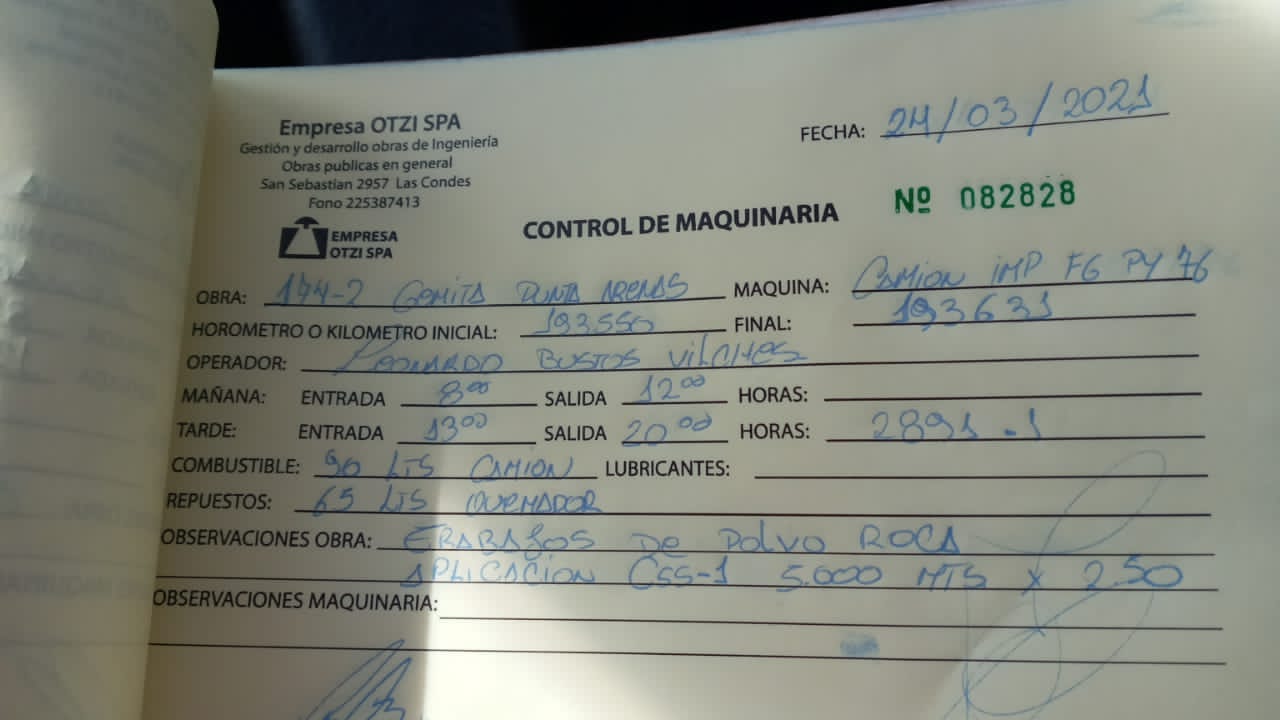 Empresa OTZI SPA
Gestión y desarrollo obras de Ingeniería
Obras publicas en general
San Sebastian 2957 Las Condes
Fono 225387413
EMPRESA
OTZI SPA
FECHA: 24/03/2021
Nº 082828
CONTROL DE MAQUINARIA
OBRA: 174-2 Gomita Punta Arenas MAQUINA: Camion imp FG PY 76
HOROMETRO O KILOMETRO INICIAL: 193550 FINAL: 193631
OPERADOR: Leonardo Bustos Vilches
MAÑANA: ENTRADA 8:00 SALIDA 12:00 HORAS:
TARDE: ENTRADA 13:00 SALIDA 20:00 HORAS: 2891.1
COMBUSTIBLE: 90 LTS CAMION LUBRICANTES:
REPUESTOS: 65 LTS QUEMADOR
OBSERVACIONES OBRA: TRABAJOS De Polvo ROCA
APLICACION CSS-1 5.000 MTS x 2.50
OBSERVACIONES MAQUINARIA: